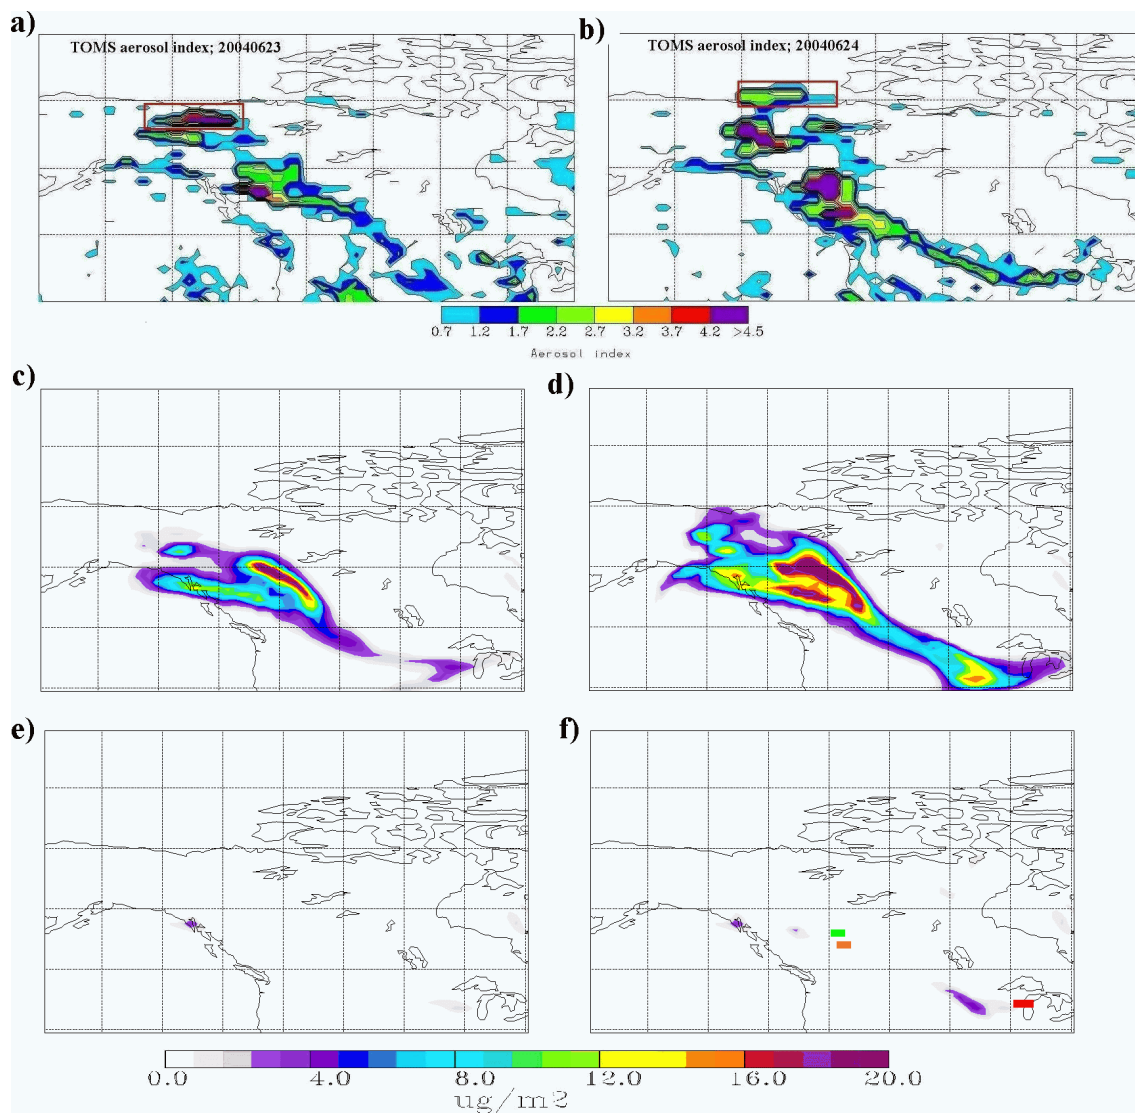 a)
TOMS aerosol index; 20040623
b)
TOMS aerosol index; 20040624
0.7 1.2 1.7 2.2 2.7 3.2 3.7 4.2 >4.5
Aerosol index
c)
d)
e)
f)
0.0 4.0 8.0 12.0 16.0 20.0
ug/m2